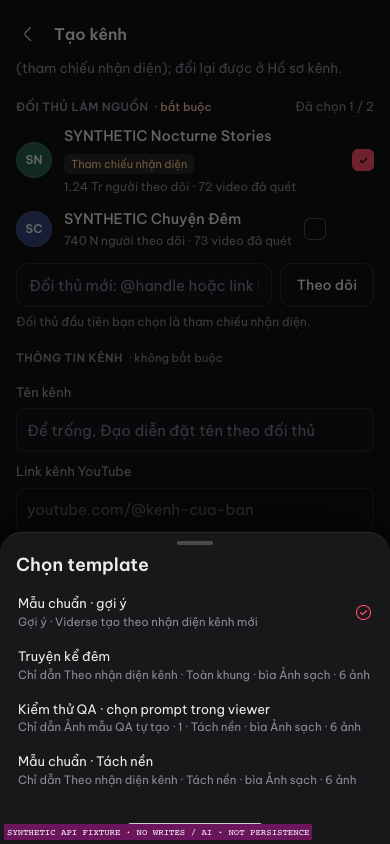 Tạo kênh
(tham chiếu nhận diện); đổi lại được ở Hồ sơ kênh.
ĐỐI THỦ LÀM NGUỒN · bắt buộc Đã chọn 1 / 2
SN
SYNTHETIC Nocturne Stories
Tham chiếu nhận diện
1,24 Tr người theo dõi · 72 video đã quét
SC
SYNTHETIC Chuyện Đêm
740 N người theo dõi · 73 video đã quét
Đối thủ mới: @handle hoặc link
Theo dõi
Đối thủ đầu tiên bạn chọn là tham chiếu nhận diện.
THÔNG TIN KÊNH · không bắt buộc
Tên kênh
Để trống, Đạo diễn đặt tên theo đối thủ
Link kênh YouTube
youtube.com/@kenh-cua-ban
Chọn template
Mẫu chuẩn · gợi ý
Gợi ý · Viderse tạo theo nhận diện kênh mới
Truyện kể đêm
Chỉ dẫn Theo nhận diện kênh · Toàn khung · bìa Ảnh sạch · 6 ảnh
Kiểm thử QA · chọn prompt trong viewer
Chỉ dẫn Ảnh mẫu QA tự tạo · 1 · Tách nền · bìa Ảnh sạch · 6 ảnh
Mẫu chuẩn · Tách nền
Chỉ dẫn Theo nhận diện kênh · Tách nền · bìa Ảnh sạch · 6 ảnh
SYNTHETIC API FIXTURE · NO WRITES / AI · NOT PERSISTENCE